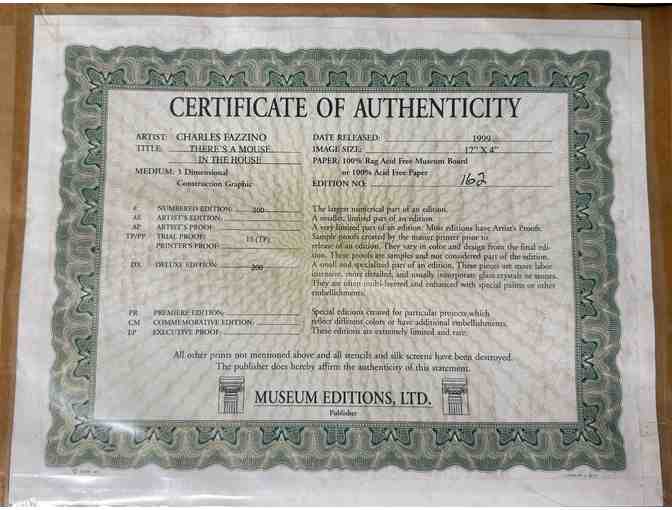 CERTIFICATE OF AUTHENTICITY
ARTIST: CHARLES FAZZINO
TITLE: THERE'S A MOUSE
IN THE HOUSE
MEDIUM: 3 Dimensional
Construction Graphic
DATE RELEASED: 1999
IMAGE SIZE: 12" X 4"
PAPER: 100% Rag Acid Free Museum Board
or 100% Acid Free Paper
EDITION NO: 162
# NUMBERED EDITION: 300 The largest numerical part of an edition.
AE ARTIST'S EDITION: A smaller, limited part of an edition.
AP ARTIST'S PROOF: A very limited part of an edition. Most editions have Artist's Proofs.
TP/PP TRIAL PROOF: 10 (TP) Sample proofs created by the master printer prior to
PRINTER'S PROOF: release of an edition. They vary in color and design from the final edi-
tion. These proofs are samples and not considered part of the edition.
DX DELUXE EDITION: 200 A small and specialized part of an edition. These pieces are more labor
intensive, more detailed, and usually incorporate glass crystals or stones.
They are often multi-layered and enhanced with special paints or other
embellishments.
PR PREMIERE EDITION: Special editions created for particular projects which
CM COMMEMORATIVE EDITION: reflect different colors or have additional embellishments.
EP EXECUTIVE PROOF: These editions are extremely limited and rare.
All other prints not mentioned above and all stencils and silk screens have been destroyed.
The publisher does hereby affirm the authenticity of this statement.
MUSEUM EDITIONS, LTD.
Publisher